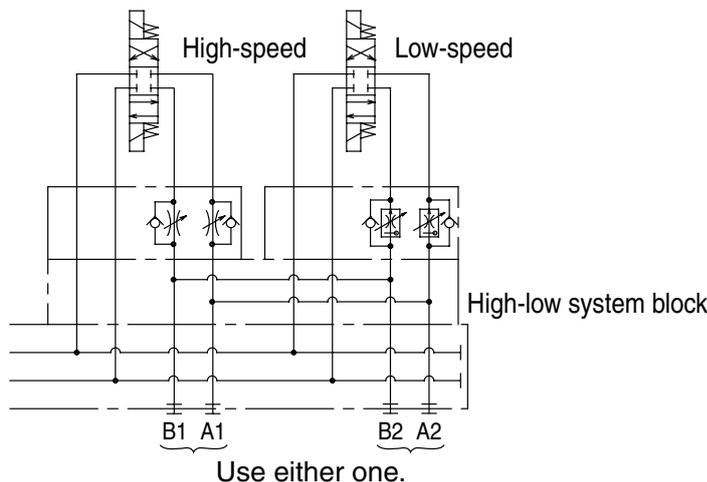 High-speed
Low-speed
High-low system block
B1 A1
B2 A2
Use either one.